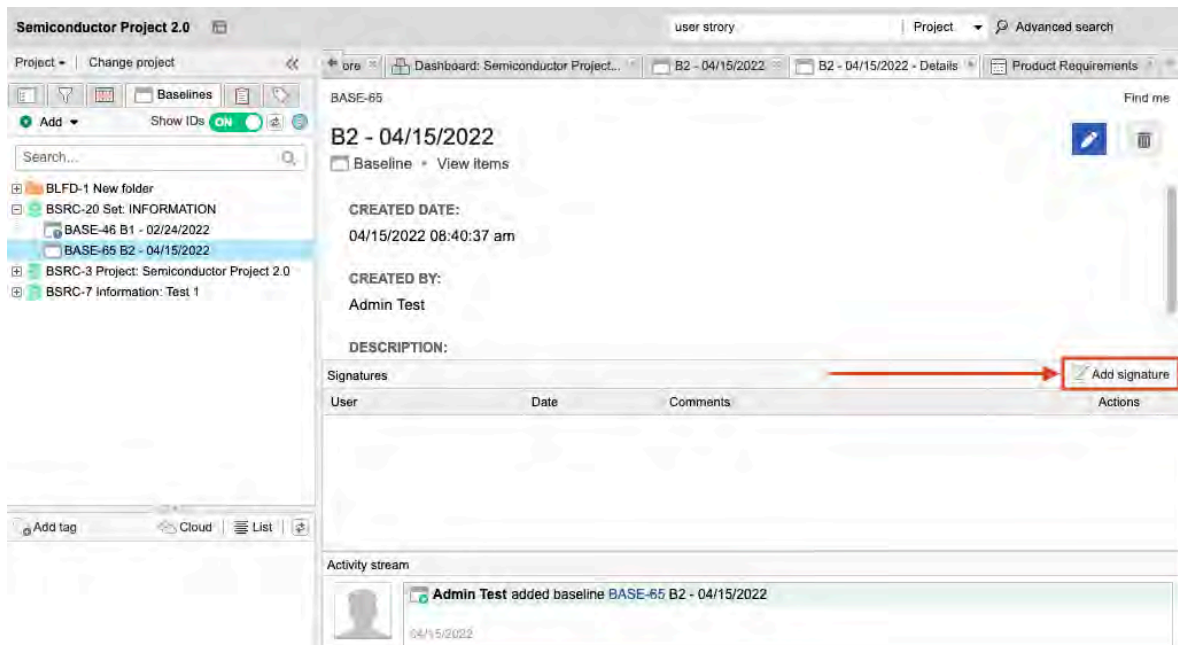 Semiconductor Project 2.0
user strory Project Advanced search
Project Change project
ore Dashboard: Semiconductor Project... B2 - 04/15/2022 B2 - 04/15/2022 - Details Product Requirements
Baselines
Add Show IDs ON
Search...
BLFD-1 New folder
BSRC-20 Set: INFORMATION
BASE-46 B1 - 02/24/2022
BASE-65 B2 - 04/15/2022
BSRC-3 Project: Semiconductor Project 2.0
BSRC-7 Information: Test 1
Add tag Cloud List
BASE-65 Find me
B2 - 04/15/2022
Baseline • View items
CREATED DATE:
04/15/2022 08:40:37 am
CREATED BY:
Admin Test
DESCRIPTION:
Signatures Add signature
User Date Comments Actions
Activity stream
Admin Test added baseline BASE-65 B2 - 04/15/2022
04/15/2022